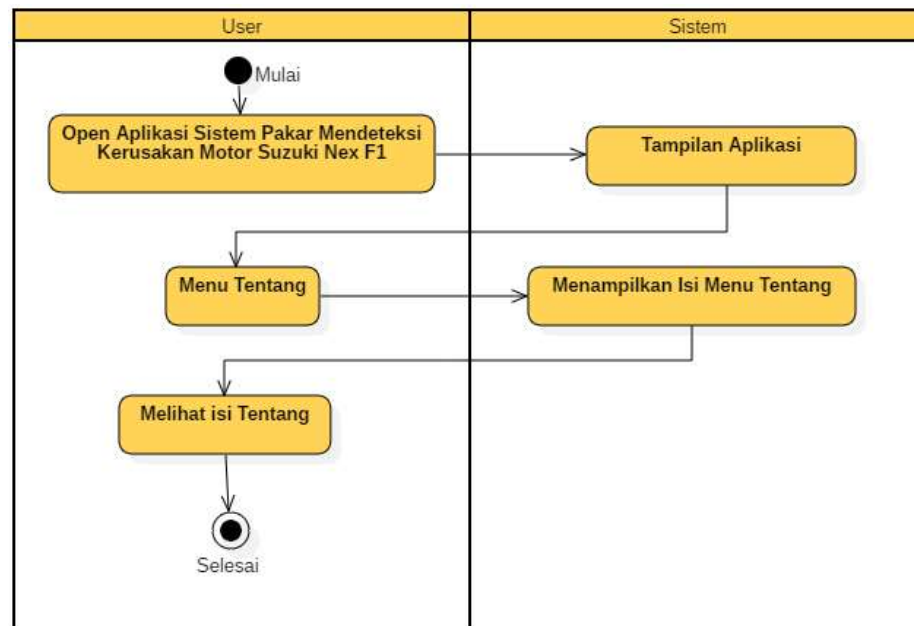 User
Sistem
Mulai
Open Aplikasi Sistem Pakar Mendeteksi
Kerusakan Motor Suzuki Nex F1
Tampilan Aplikasi
Menu Tentang
Menampilkan Isi Menu Tentang
Melihat isi Tentang
Selesai